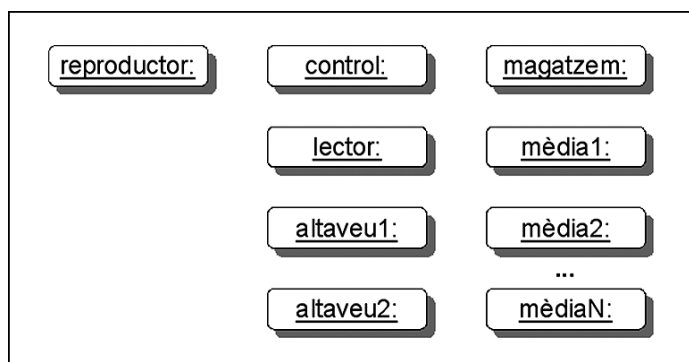 reproductor:
control:
magatzem:
lector:
mèdia1:
altaveu1:
mèdia2:
...
altaveu2:
mèdiaN: